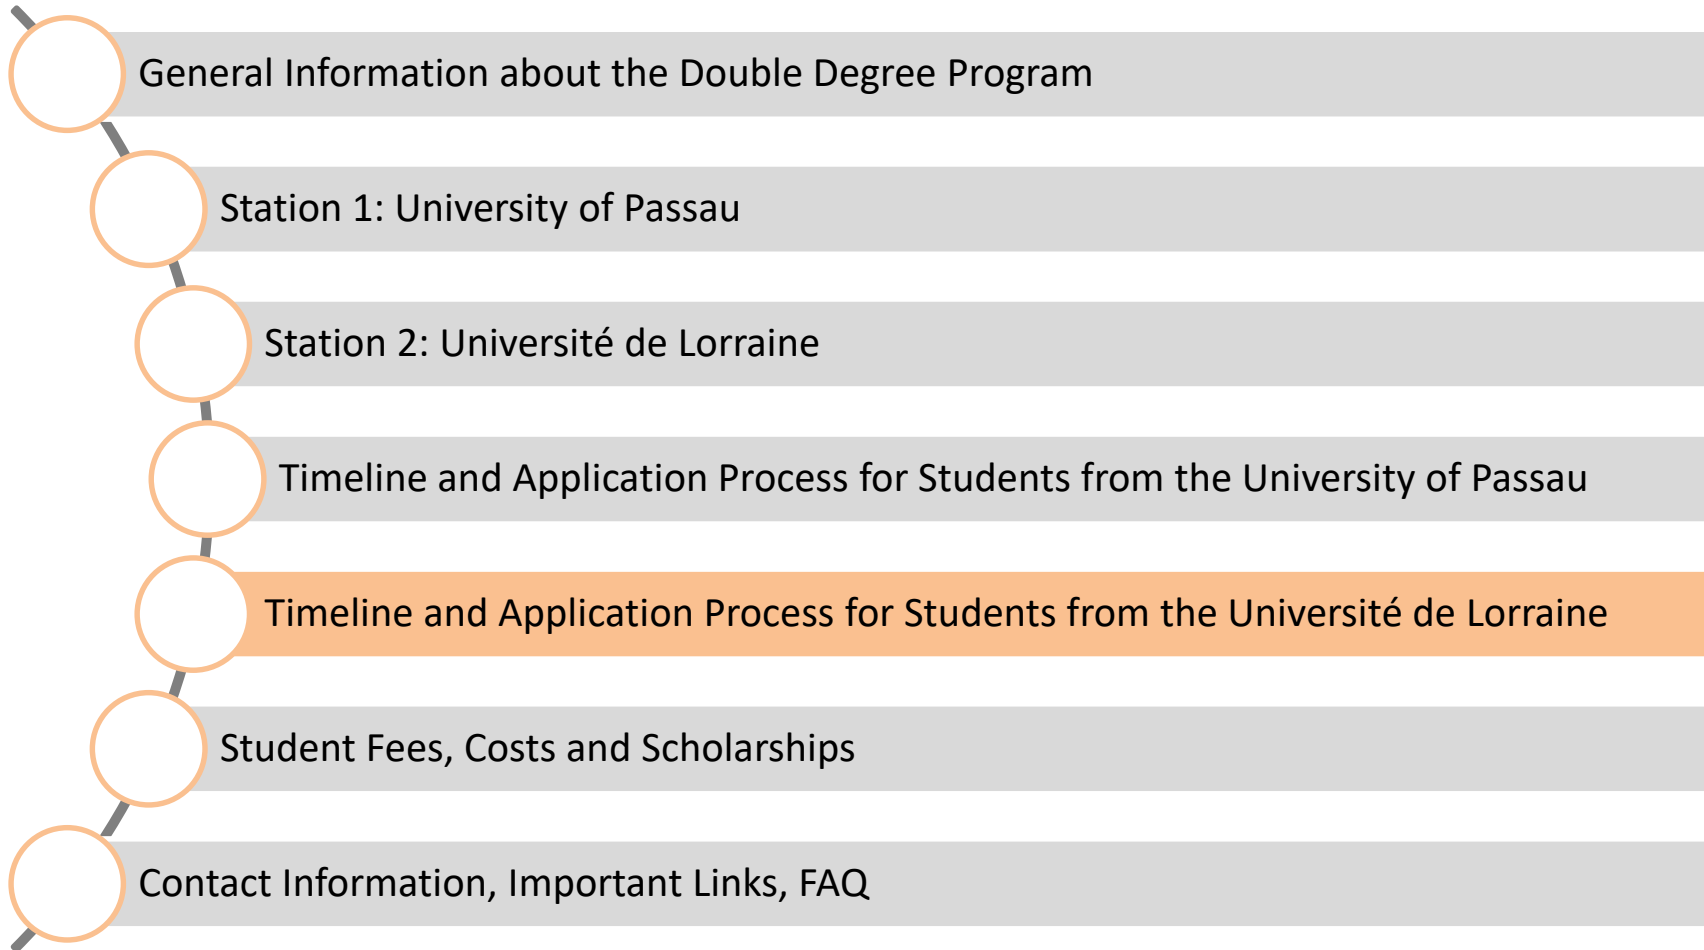 General Information about the Double Degree Program
Station 1: University of Passau
Station 2: Université de Lorraine
Timeline and Application Process for Students from the University of Passau
Timeline and Application Process for Students from the Université de Lorraine
Student Fees, Costs and Scholarships
Contact Information, Important Links, FAQ